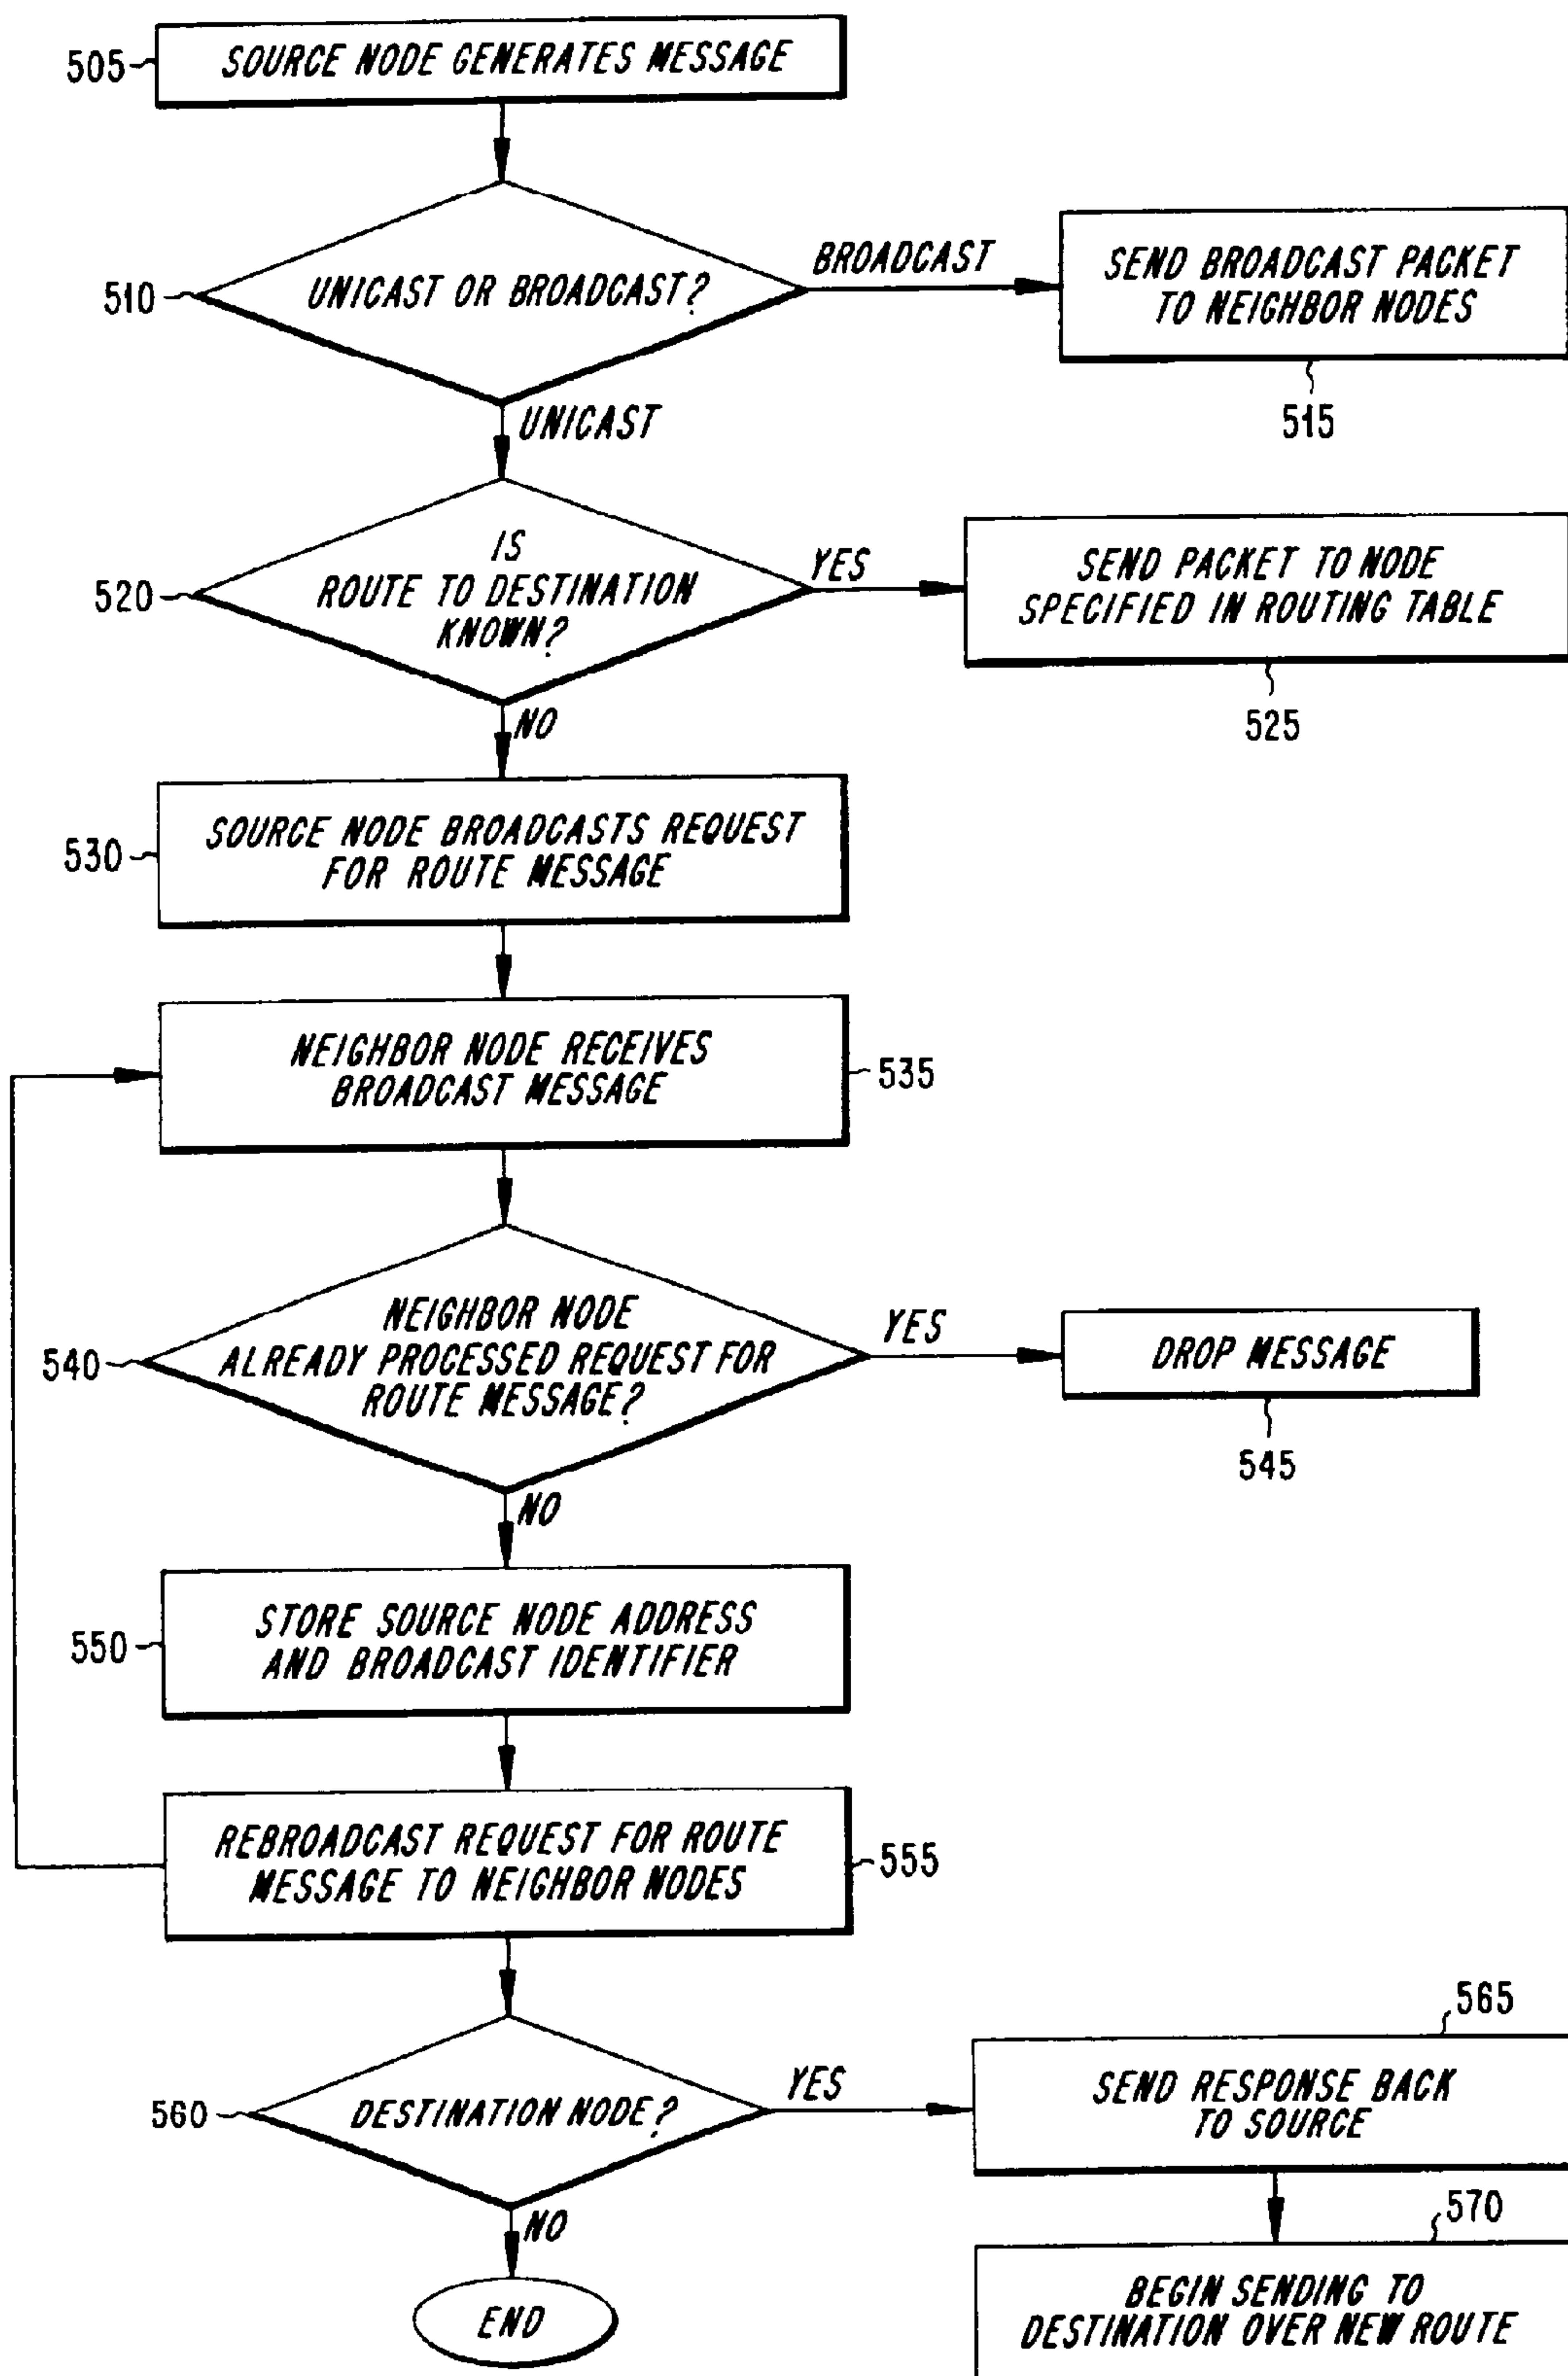 505
SOURCE NODE GENERATES MESSAGE
510
UNICAST OR BROADCAST?
BROADCAST
SEND BROADCAST PACKET
TO NEIGHBOR NODES
515
UNICAST
520
IS
ROUTE TO DESTINATION
KNOWN?
YES
SEND PACKET TO NODE
SPECIFIED IN ROUTING TABLE
525
NO
530
SOURCE NODE BROADCASTS REQUEST
FOR ROUTE MESSAGE
NEIGHBOR NODE RECEIVES
BROADCAST MESSAGE
535
540
NEIGHBOR NODE
ALREADY PROCESSED REQUEST FOR
ROUTE MESSAGE?
YES
DROP MESSAGE
545
NO
550
STORE SOURCE NODE ADDRESS
AND BROADCAST IDENTIFIER
REBROADCAST REQUEST FOR ROUTE
MESSAGE TO NEIGHBOR NODES
555
560
DESTINATION NODE?
YES
565
SEND RESPONSE BACK
TO SOURCE
NO
END
570
BEGIN SENDING TO
DESTINATION OVER NEW ROUTE